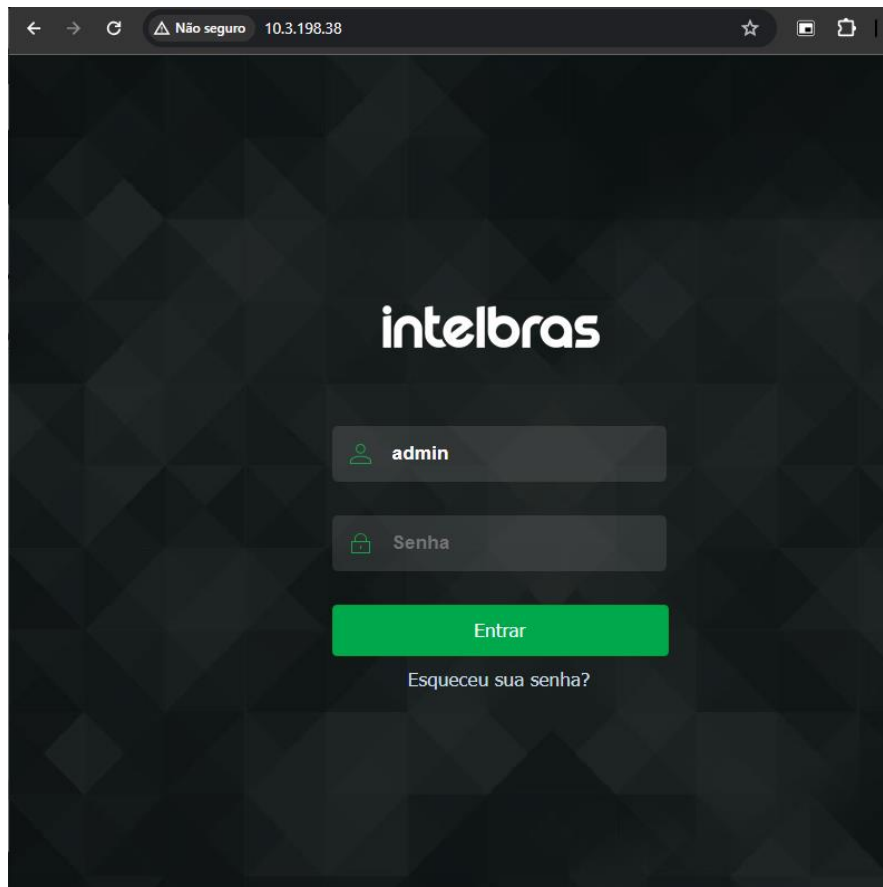 Não seguro 10.3.198.38
intelbras
admin
Senha
Entrar
Esqueceu sua senha?